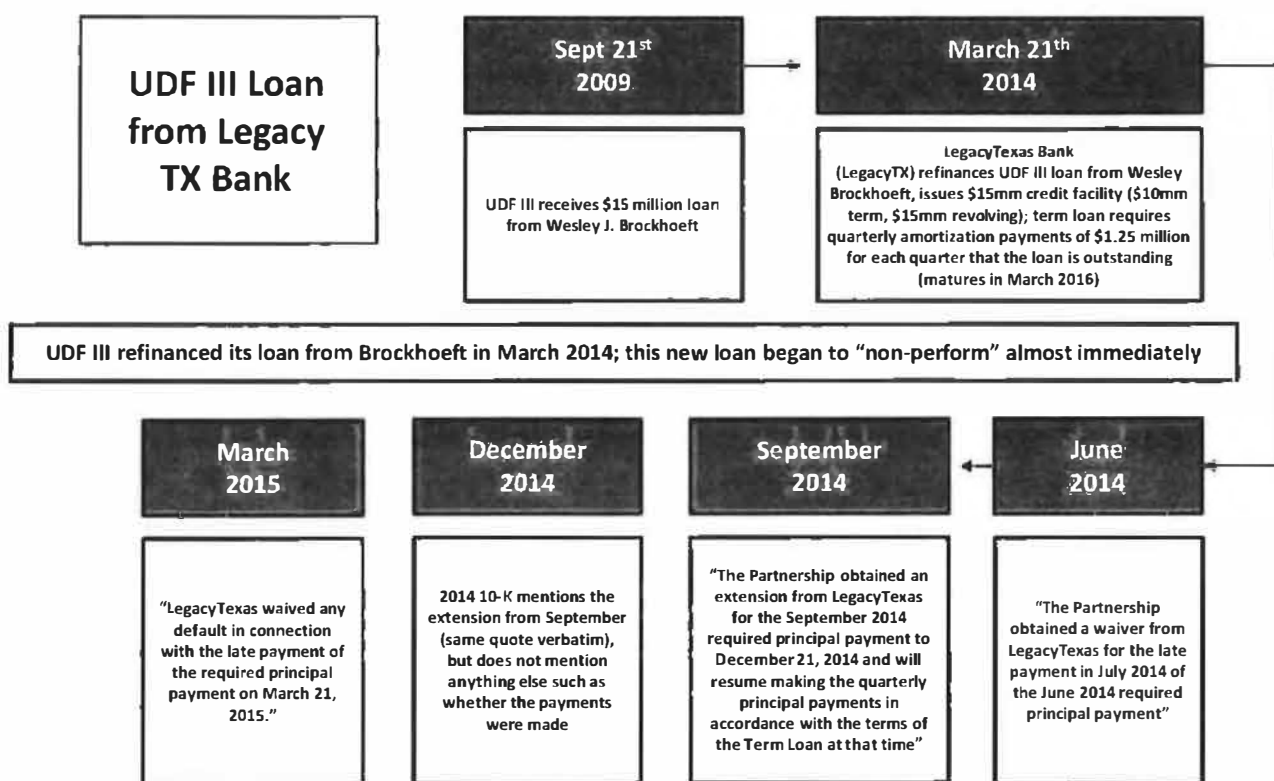 UDF III Loan
from Legacy
TX Bank
Sept 21st
2009
March 21th
2014
UDF III receives $15 million loan
from Wesley J. Brockhoeft
LegacyTexas Bank
(LegacyTX) refinances UDF III loan from Wesley
Brockhoeft, issues $15mm credit facility ($10mm
term, $15mm revolving); term loan requires
quarterly amortization payments of $1.25 million
for each quarter that the loan is outstanding
(matures in March 2016)
UDF III refinanced its loan from Brockhoeft in March 2014; this new loan began to “non-perform” almost immediately
March
2015
December
2014
September
2014
June
2014
“LegacyTexas waived any
default in connection
with the late payment of
the required principal
payment on March 21,
2015.”
2014 10-K mentions the
extension from September
(same quote verbatim),
but does not mention
anything else such as
whether the payments
were made
“The Partnership obtained an
extension from LegacyTexas
for the September 2014
required principal payment to
December 21, 2014 and will
resume making the quarterly
principal payments in
accordance with the terms of
the Term Loan at that time”
“The Partnership
obtained a waiver from
LegacyTexas for the late
payment in July 2014 of
the June 2014 required
principal payment”